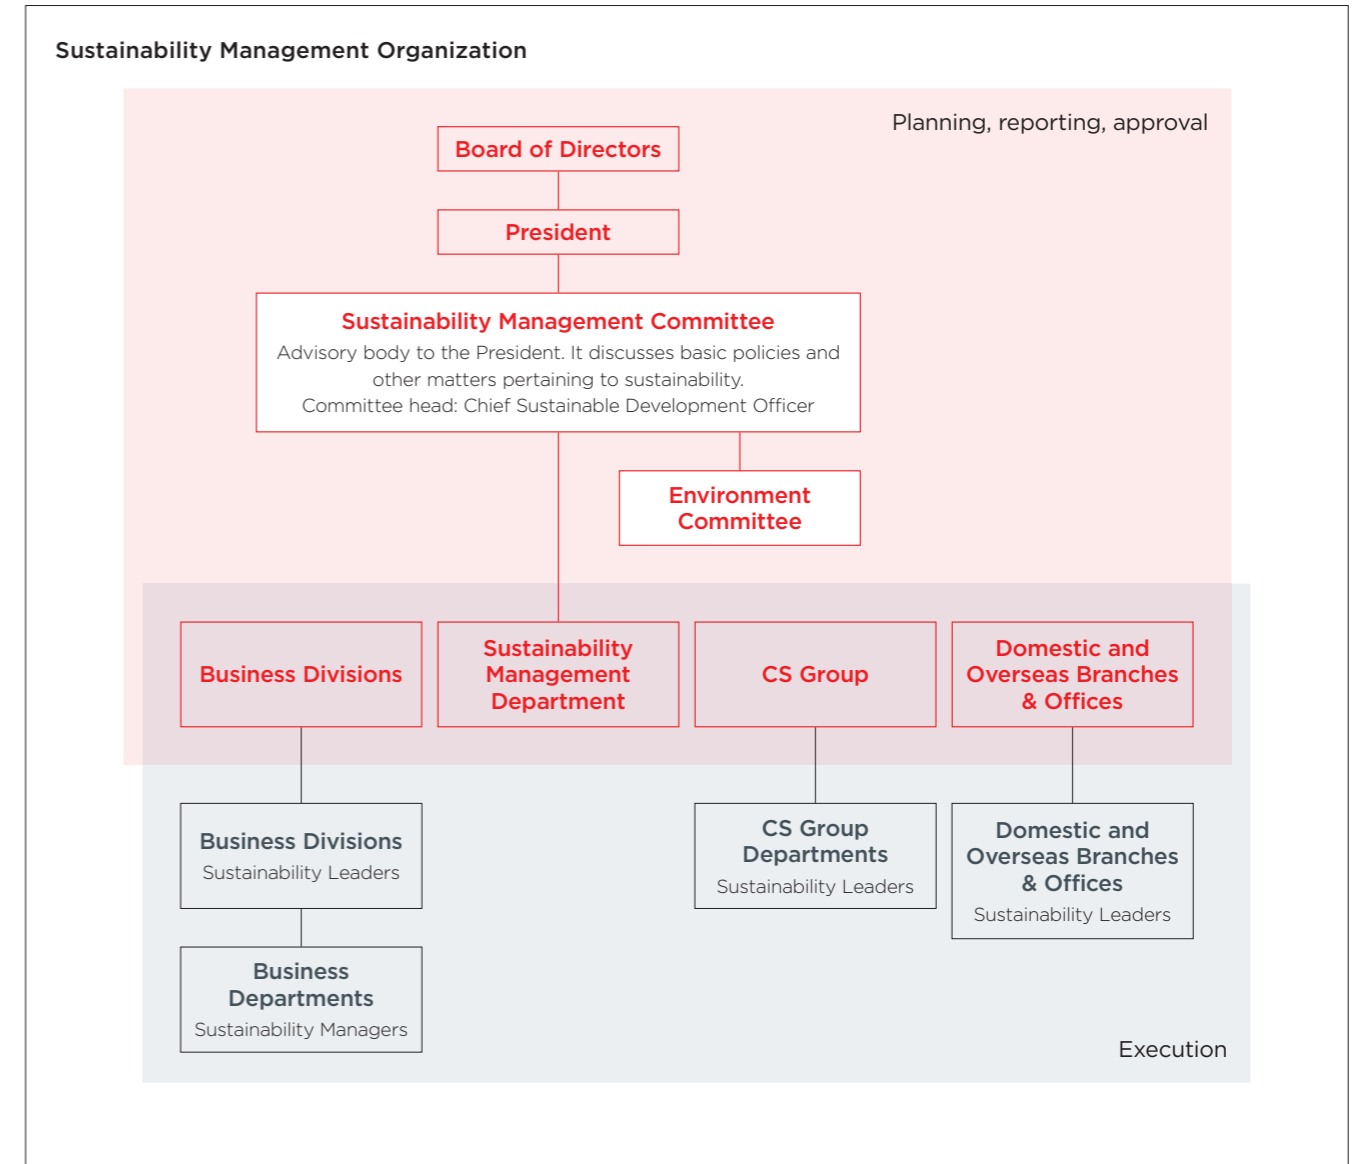 Sustainability Management Organization
Planning, reporting, approval
Board of Directors
President
Sustainability Management Committee
Advisory body to the President. It discusses basic policies and
other matters pertaining to sustainability.
Committee head: Chief Sustainable Development Officer
Environment
Committee
Business Divisions
Sustainability
Management
Department
CS Group
Domestic and
Overseas Branches
& Offices
Business Divisions
Sustainability Leaders
CS Group
Departments
Sustainability Leaders
Domestic and
Overseas Branches
& Offices
Sustainability Leaders
Business
Departments
Sustainability Managers
Execution